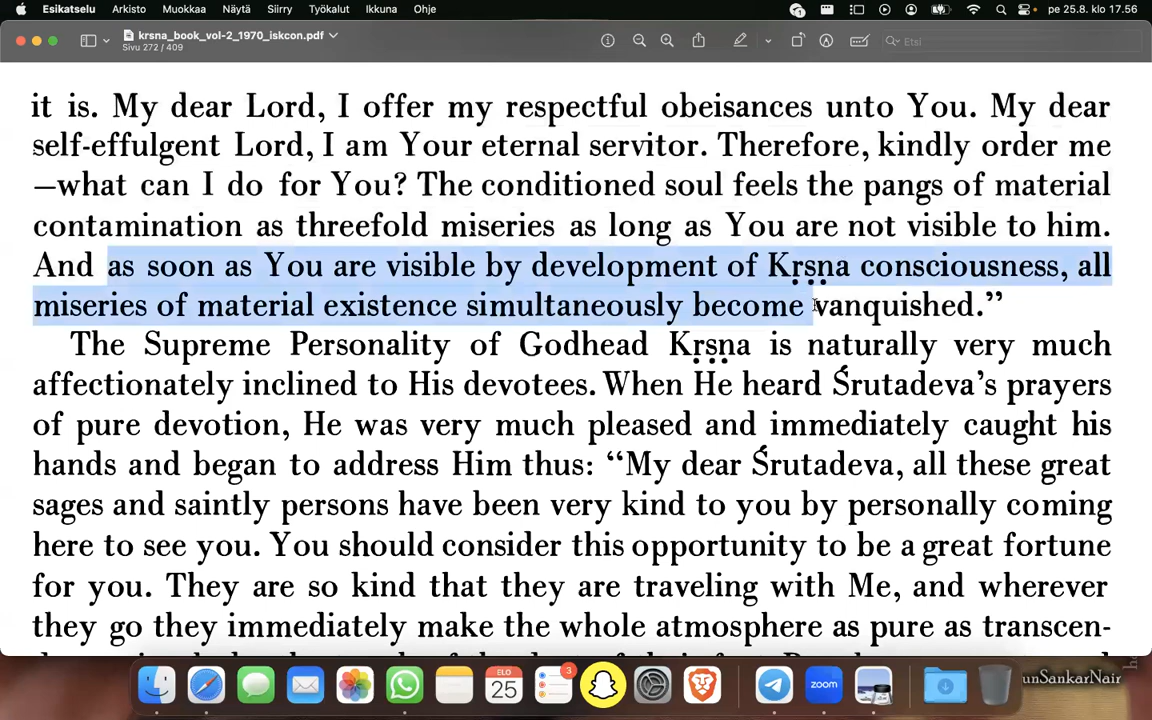 Esikatselu Arkisto Muokkaa Näytä Siirry Työkalut Ikkuna Ohje pe 25.8. klo 17.56
krsna_book_vol-2_1970_iskcon.pdf
Sivu 272 / 409
Etsi
it is. My dear Lord, I offer my respectful obeisances unto You. My dear
self-effulgent Lord, I am Your eternal servitor. Therefore, kindly order me
—what can I do for You? The conditioned soul feels the pangs of material
contamination as threefold miseries as long as You are not visible to him.
And as soon as You are visible by development of Kṛṣṇa consciousness, all
miseries of material existence simultaneously become vanquished.”
The Supreme Personality of Godhead Kṛṣṇa is naturally very much
affectionately inclined to His devotees. When He heard Śrutadeva’s prayers
of pure devotion, He was very much pleased and immediately caught his
hands and began to address Him thus: “My dear Śrutadeva, all these great
sages and saintly persons have been very kind to you by personally coming
here to see you. You should consider this opportunity to be a great fortune
for you. They are so kind that they are traveling with Me, and wherever
they go they immediately make the whole atmosphere as pure as transcen-
ELO
25
3
zoom
unSankarNair